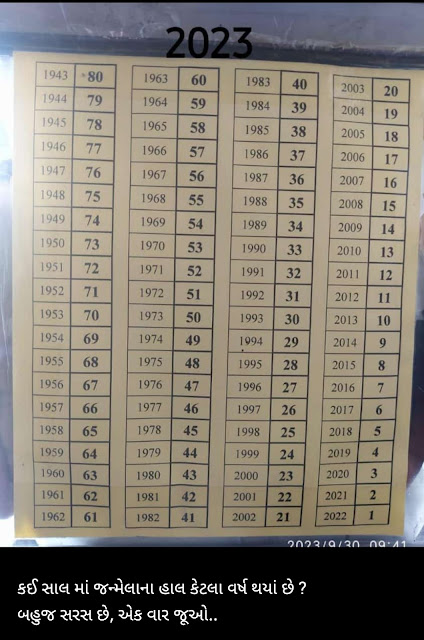 2023
1943 80 1963 60 1983 40 2003 20
1944 79 1964 59 1984 39 2004 19
1945 78 1965 58 1985 38 2005 18
1946 77 1966 57 1986 37 2006 17
1947 76 1967 56 1987 36 2007 16
1948 75 1968 55 1988 35 2008 15
1949 74 1969 54 1989 34 2009 14
1950 73 1970 53 1990 33 2010 13
1951 72 1971 52 1991 32 2011 12
1952 71 1972 51 1992 31 2012 11
1953 70 1973 50 1993 30 2013 10
1954 69 1974 49 1994 29 2014 9
1955 68 1975 48 1995 28 2015 8
1956 67 1976 47 1996 27 2016 7
1957 66 1977 46 1997 26 2017 6
1958 65 1978 45 1998 25 2018 5
1959 64 1979 44 1999 24 2019 4
1960 63 1980 43 2000 23 2020 3
1961 62 1981 42 2001 22 2021 2
1962 61 1982 41 2002 21 2022 1
2023/9/30 09:41
કઈ સાલ માં જન્મેલાના હાલ કેટલા વર્ષ થયાં છે ?
બહુજ સરસ છે, એક વાર જૂઓ..